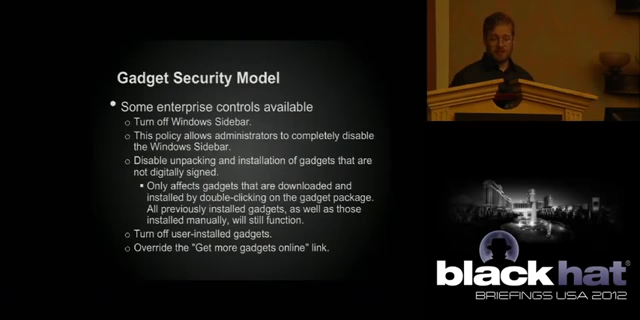 Gadget Security Model
Some enterprise controls available
Turn off Windows Sidebar.
This policy allows administrators to completely disable
the Windows Sidebar.
Disable unpacking and installation of gadgets that are
not digitally signed.
Only affects gadgets that are downloaded and
installed by double-clicking on the gadget package.
All previously installed gadgets, as well as those
installed manually, will still function.
Turn off user-installed gadgets.
Override the "Get more gadgets online" link.
black hat
BRIEFINGS USA 2012